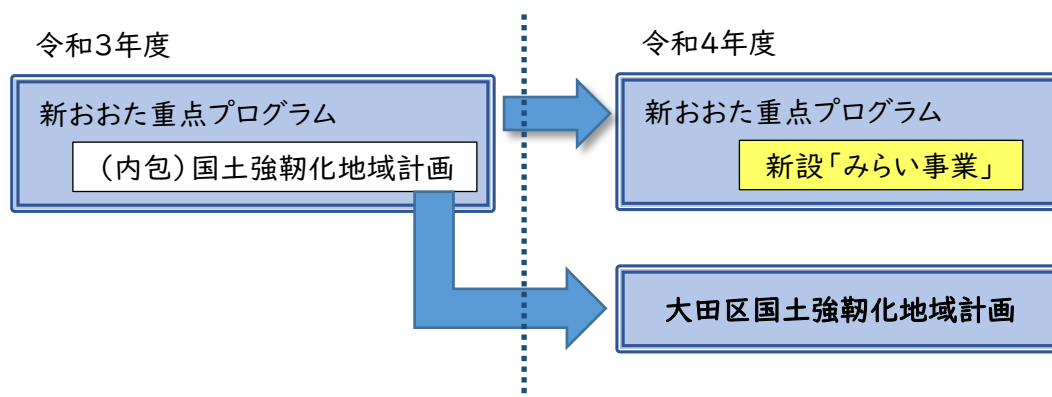 令和3年度
新おおた重点プログラム
(内包)国土強靭化地域計画
令和4年度
新おおた重点プログラム
新設「みらい事業」
大田区国土強靭化地域計画